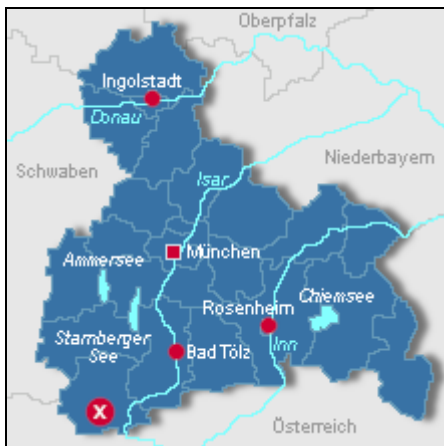 Oberpfalz
Ingolstadt
Donau
Niederbayern
Schwaben
Isar
München
Ammersee
Chiemsee
Rosenheim
Starnberger
See
Inn
Bad Tölz
X
Österreich